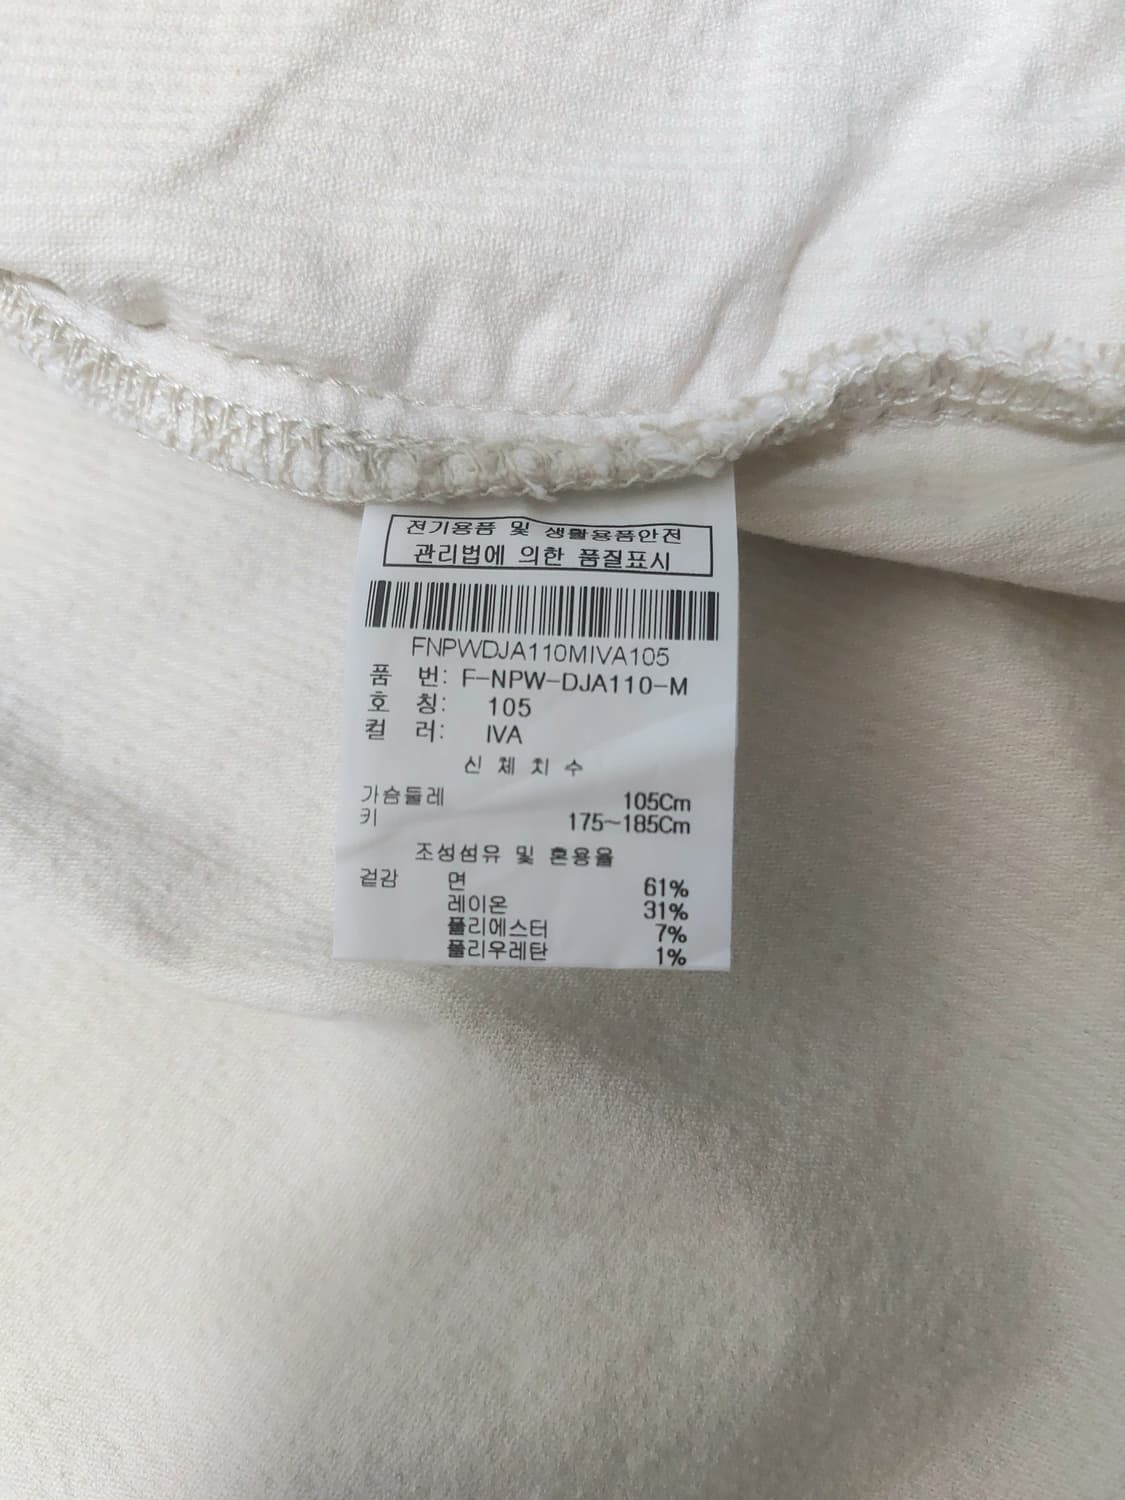 전기용품 및 생활용품안전
관리법에 의한 품질표시
FNPWDJA110MIVA105
품 번: F-NPW-DJA110-M
호 칭: 105
컬 러: IVA
신 체 치 수
가슴둘레 105Cm
키 175~185Cm
조성섬유 및 혼용율
겉감 면 61%
레이온 31%
폴리에스터 7%
폴리우레탄 1%